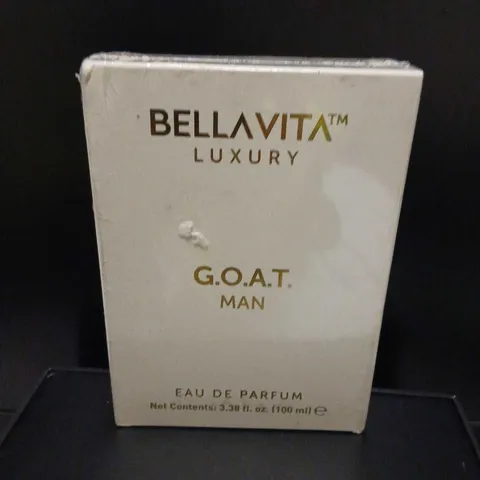 BELLAVITA™
LUXURY
G.O.A.T.
MAN
EAU DE PARFUM
Net Contents: 3.38 fl. oz. (100 ml) ℮